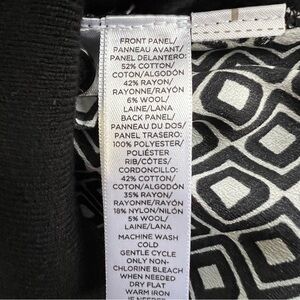 FRONT PANEL/
PANNEAU AVANT/
PANEL DELANTERO:
52% COTTON/
COTON/ALGODÓN
42% RAYON/
RAYONNE/RAYÓN
6% WOOL/
LAINE/LANA
BACK PANEL/
PANNEAU DU DOS/
PANEL TRASERO:
100% POLYESTER/
POLIÉSTER
RIB/CÔTES/
CORDONCILLO:
42% COTTON/
COTON/ALGODÓN
35% RAYON/
RAYONNE/RAYÓN
18% NYLON/NILÓN
5% WOOL
LAINE/LANA
MACHINE WASH
COLD
GENTLE CYCLE
ONLY NON-
CHLORINE BLEACH
WHEN NEEDED
DRY FLAT
WARM IRON
IF NEEDED